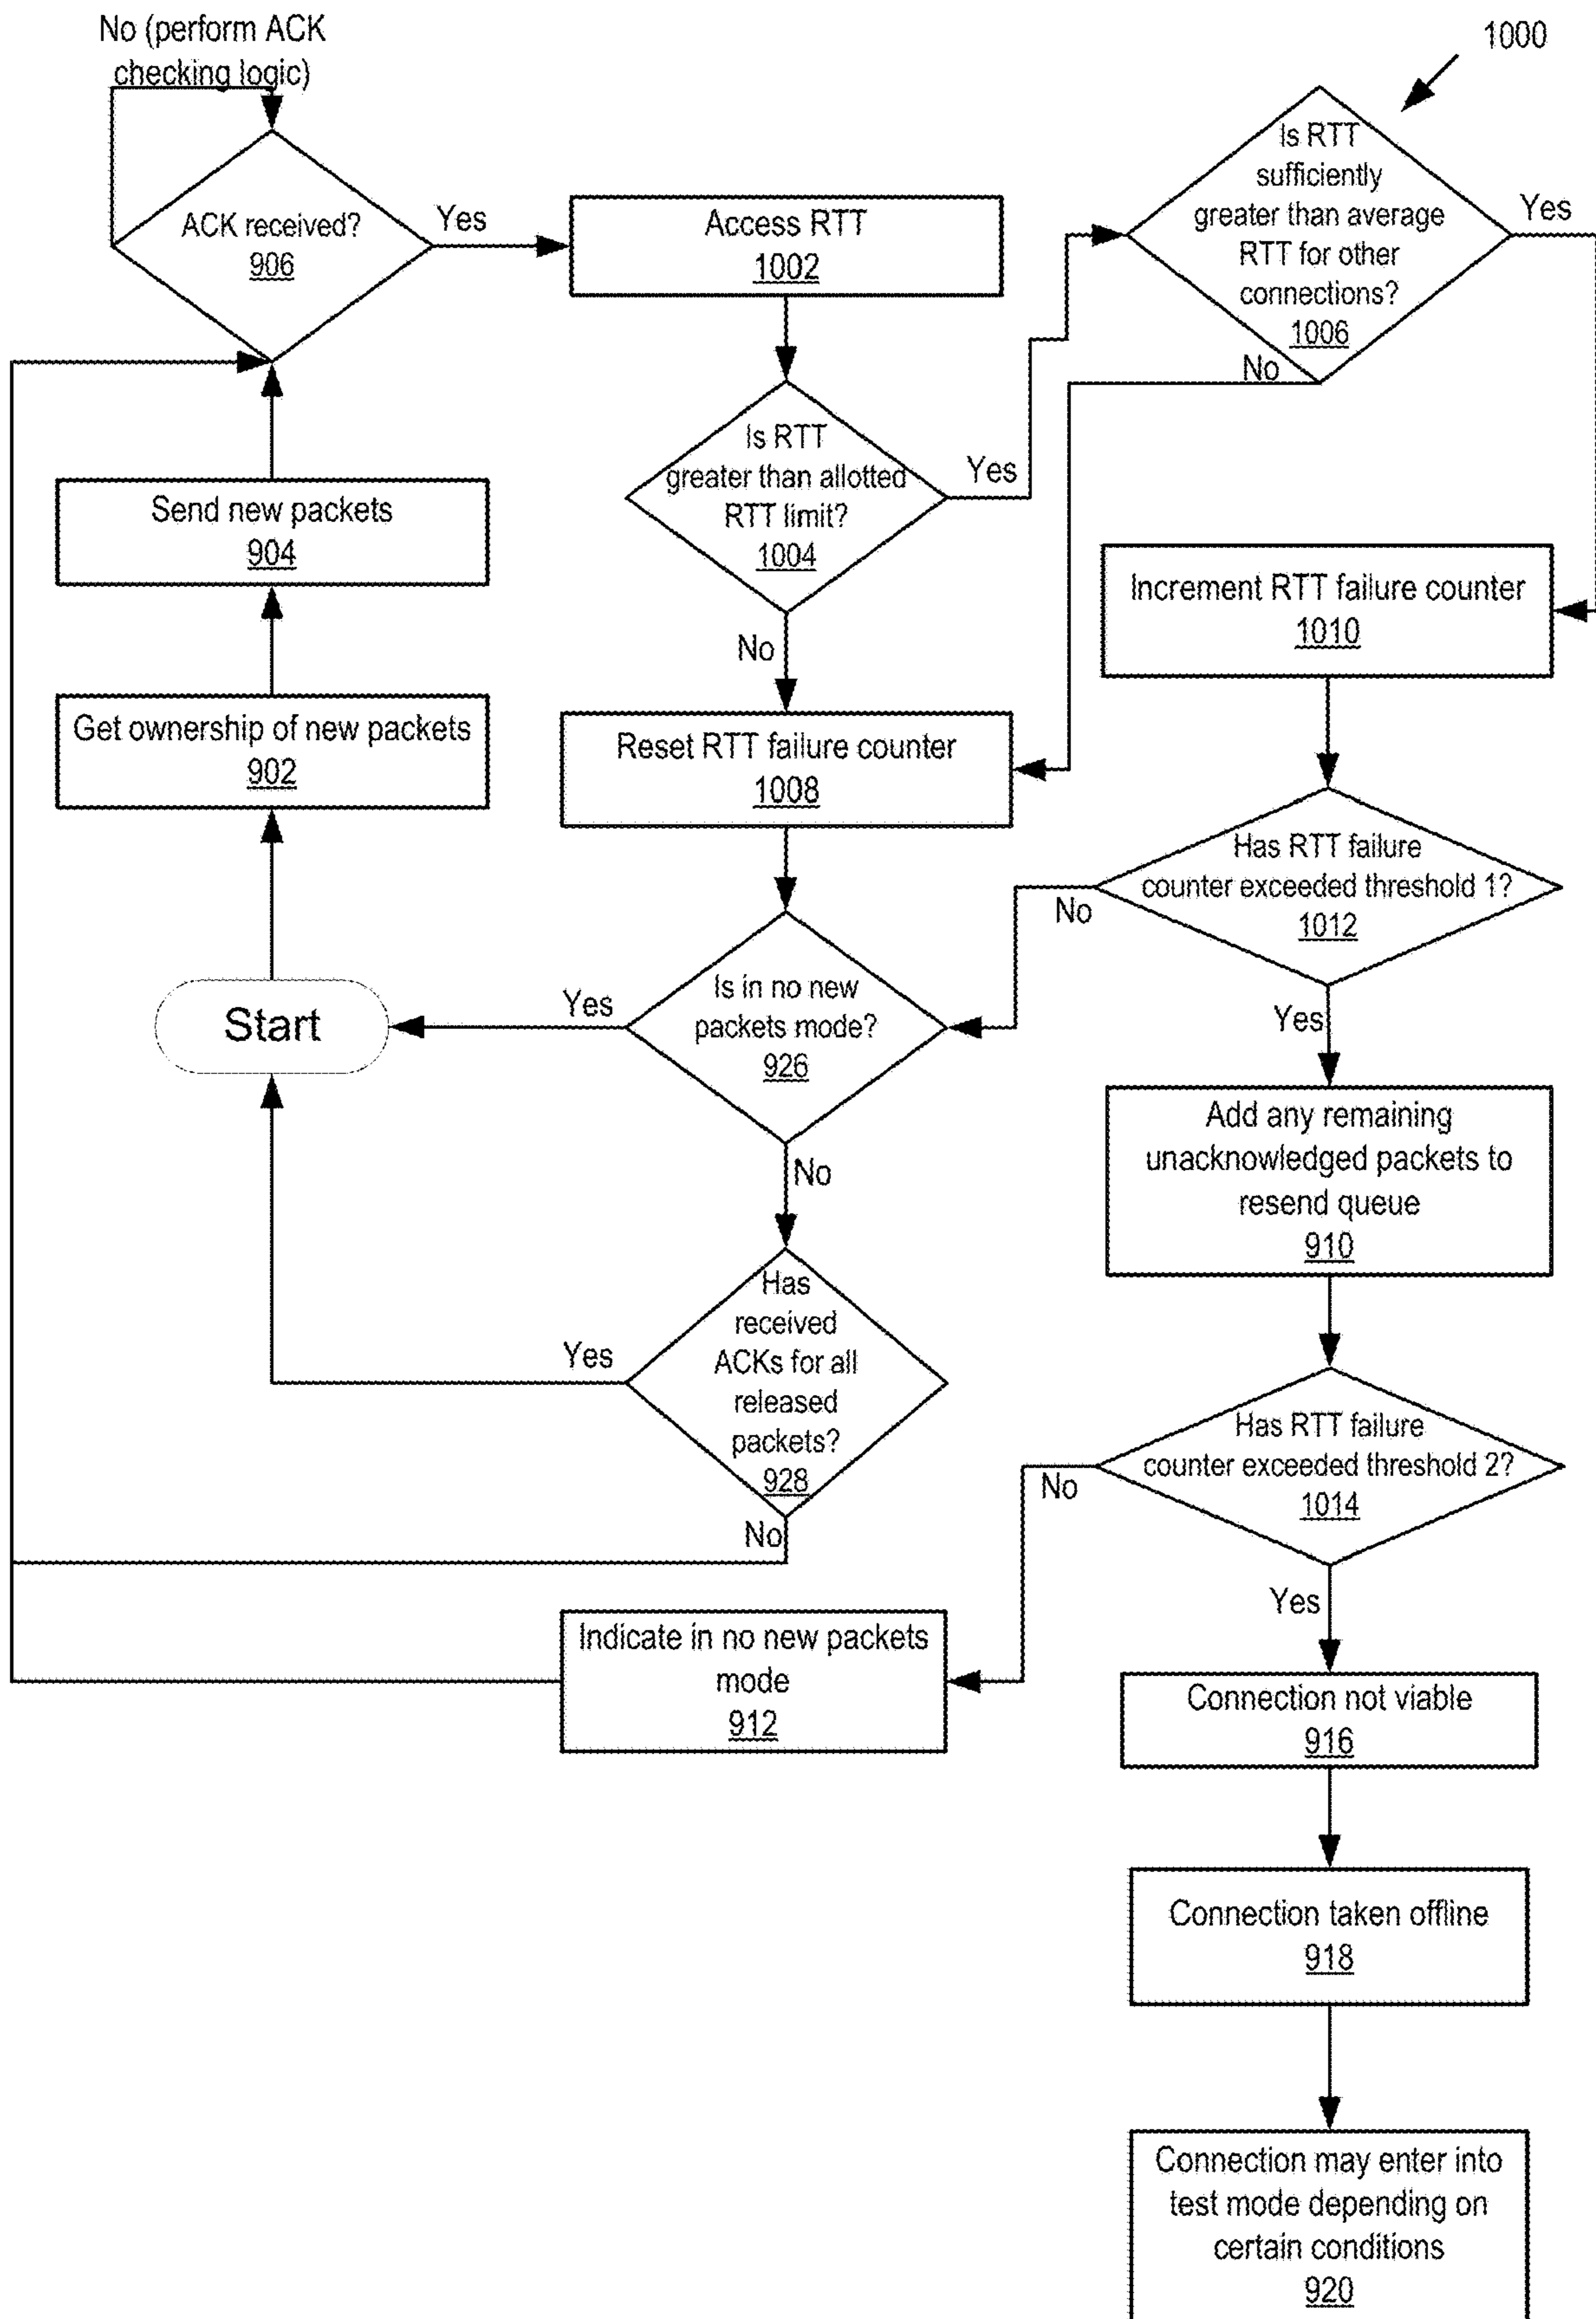 No (perform ACK
checking logic)
1000
ACK received?
906
Yes
Access RTT
1002
Is RTT
sufficiently
greater than average
RTT for other
connections?
1006
Yes
No
Is RTT
greater than allotted
RTT limit?
1004
Yes
No
Send new packets
904
Increment RTT failure counter
1010
Get ownership of new packets
902
Reset RTT failure counter
1008
Has RTT failure
counter exceeded threshold 1?
1012
No
Yes
Start
Yes
Is in no new
packets mode?
926
No
Add any remaining
unacknowledged packets to
resend queue
910
Has
received
ACKs for all
released
packets?
928
Yes
No
Has RTT failure
counter exceeded threshold 2?
1014
No
Yes
Indicate in no new packets
mode
912
Connection not viable
916
Connection taken offline
918
Connection may enter into
test mode depending on
certain conditions
920